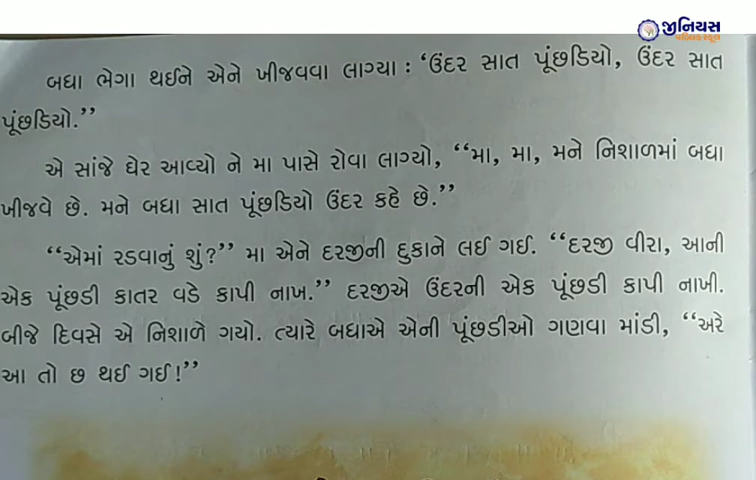 જીનિયસ
પબ્લિક સ્કૂલ
બધા ભેગા થઈને એને ખીજવવા લાગ્યા : ‘ઉંદર સાત પૂંછડિયો, ઉંદર સાત
પૂંછડિયો.”
એ સાંજે ઘેર આવ્યો ને મા પાસે રોવા લાગ્યો, “મા, મા, મને નિશાળમાં બધા
ખીજવે છે. મને બધા સાત પૂંછડિયો ઉંદર કહે છે.”
“એમાં રડવાનું શું?” મા એને દરજીની દુકાને લઈ ગઈ. “દરજી વીરા, આની
એક પૂંછડી કાતર વડે કાપી નાખ.” દરજીએ ઉંદરની એક પૂંછડી કાપી નાખી.
બીજે દિવસે એ નિશાળે ગયો. ત્યારે બધાએ એની પૂંછડીઓ ગણવા માંડી, “અરે
આ તો છ થઈ ગઈ!”